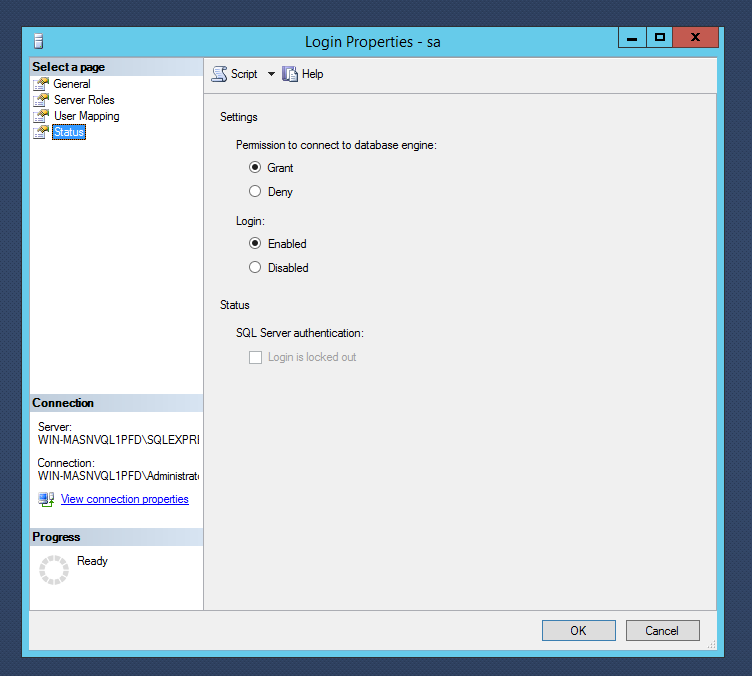 Login Properties - sa
Select a page
General
Server Roles
User Mapping
Status
Script
Help
Settings
Permission to connect to database engine:
Grant
Deny
Login:
Enabled
Disabled
Status
SQL Server authentication:
Login is locked out
Connection
Server:
WIN-MASNVQL1PFD\SQLEXPRI
Connection:
WIN-MASNVQL1PFD\Administrato
View connection properties
Progress
Ready
OK
Cancel